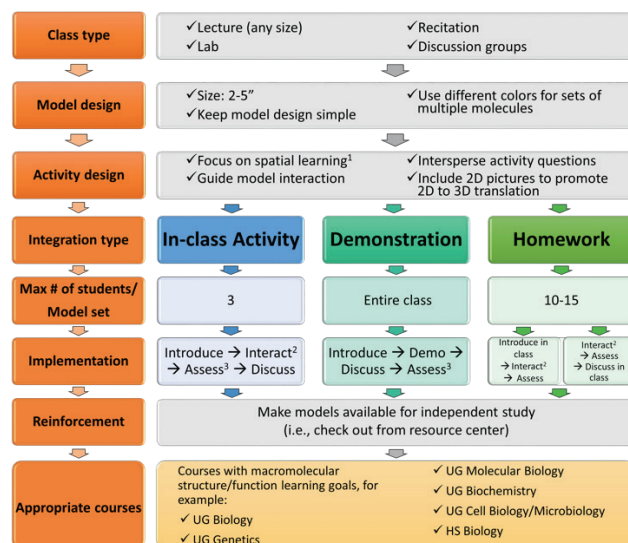 Class type
✓Lecture (any size)
✓Lab
✓Recitation
✓Discussion groups
Model design
✓Size: 2-5”
✓Keep model design simple
✓Use different colors for sets of
multiple molecules
Activity design
✓Focus on spatial learning¹
✓Guide model interaction
✓Intersperse activity questions
✓Include 2D pictures to promote
2D to 3D translation
Integration type
In-class Activity
Demonstration
Homework
Max # of students/
Model set
3
Entire class
10-15
Implementation
Introduce → Interact²
→ Assess³ → Discuss
Introduce → Demo →
Discuss → Assess³
Introduce in
class
→ Interact²
→ Assess
Interact²
→ Assess
→ Discuss in
class
Reinforcement
Make models available for independent study
(i.e., check out from resource center)
Appropriate courses
Courses with macromolecular
structure/function learning goals, for
example:
✓ UG Biology
✓ UG Genetics
✓ UG Molecular Biology
✓ UG Biochemistry
✓ UG Cell Biology/Microbiology
✓ HS Biology